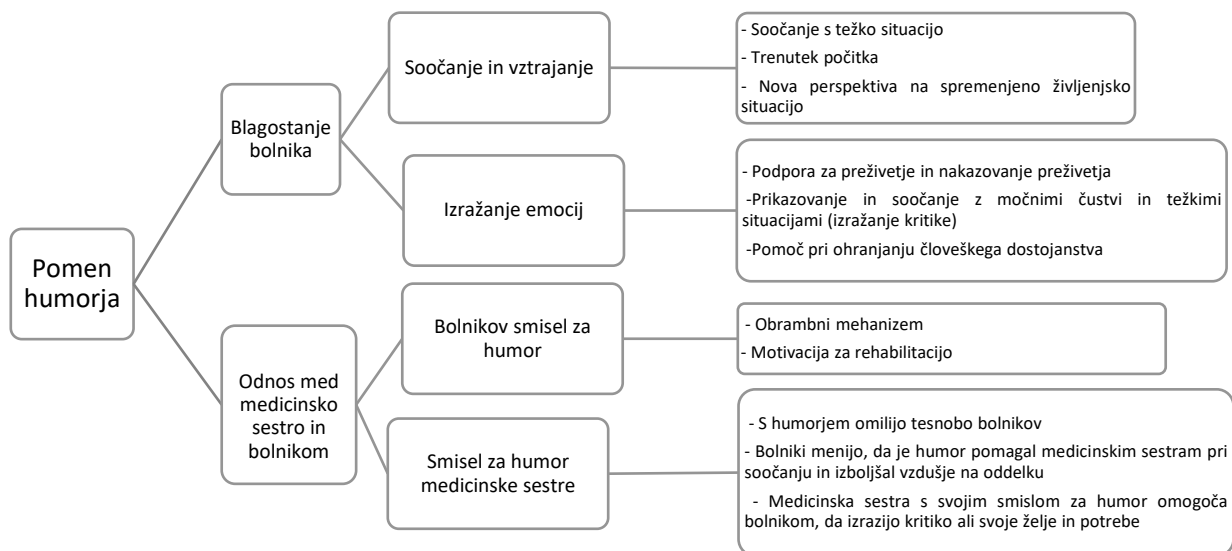 Pomen
humorja
Blagostanje
bolnika
Soočanje in vztrajanje
- Soočanje s težko situacijo
- Trenutek počitka
- Nova perspektiva na spremenjeno življenjsko
situacijo
Izražanje emocij
- Podpora za preživetje in nakazovanje preživetja
-Prikazovanje in soočanje z močnimi čustvi in težkimi
situacijami (izražanje kritike)
-Pomoč pri ohranjanju človeškega dostojanstva
Odnos med
medicinsko
sestro in
bolnikom
Bolnikov smisel za
humor
- Obrambni mehanizem
- Motivacija za rehabilitacijo
Smisel za humor
medicinske sestre
- S humorjem omilijo tesnobo bolnikov
- Bolniki menijo, da je humor pomagal medicinskim sestram pri
soočanju in izboljšal vzdušje na oddelku
- Medicinska sestra s svojim smislom za humor omogoča
bolnikom, da izrazijo kritiko ali svoje želje in potrebe